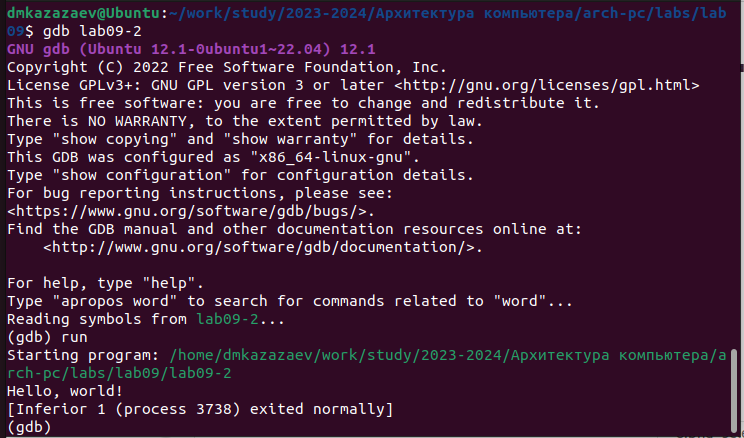 dmkazazaev@Ubuntu:~/work/study/2023-2024/Архитектура компьютера/arch-pc/labs/lab
09$ gdb lab09-2
GNU gdb (Ubuntu 12.1-0ubuntu1~22.04) 12.1
Copyright (C) 2022 Free Software Foundation, Inc.
License GPLv3+: GNU GPL version 3 or later <http://gnu.org/licenses/gpl.html>
This is free software: you are free to change and redistribute it.
There is NO WARRANTY, to the extent permitted by law.
Type "show copying" and "show warranty" for details.
This GDB was configured as "x86_64-linux-gnu".
Type "show configuration" for configuration details.
For bug reporting instructions, please see:
<https://www.gnu.org/software/gdb/bugs/>.
Find the GDB manual and other documentation resources online at:
    <http://www.gnu.org/software/gdb/documentation/>.

For help, type "help".
Type "apropos word" to search for commands related to "word"...
Reading symbols from lab09-2...
(gdb) run
Starting program: /home/dmkazazaev/work/study/2023-2024/Архитектура компьютера/a
rch-pc/labs/lab09/lab09-2
Hello, world!
[Inferior 1 (process 3738) exited normally]
(gdb)